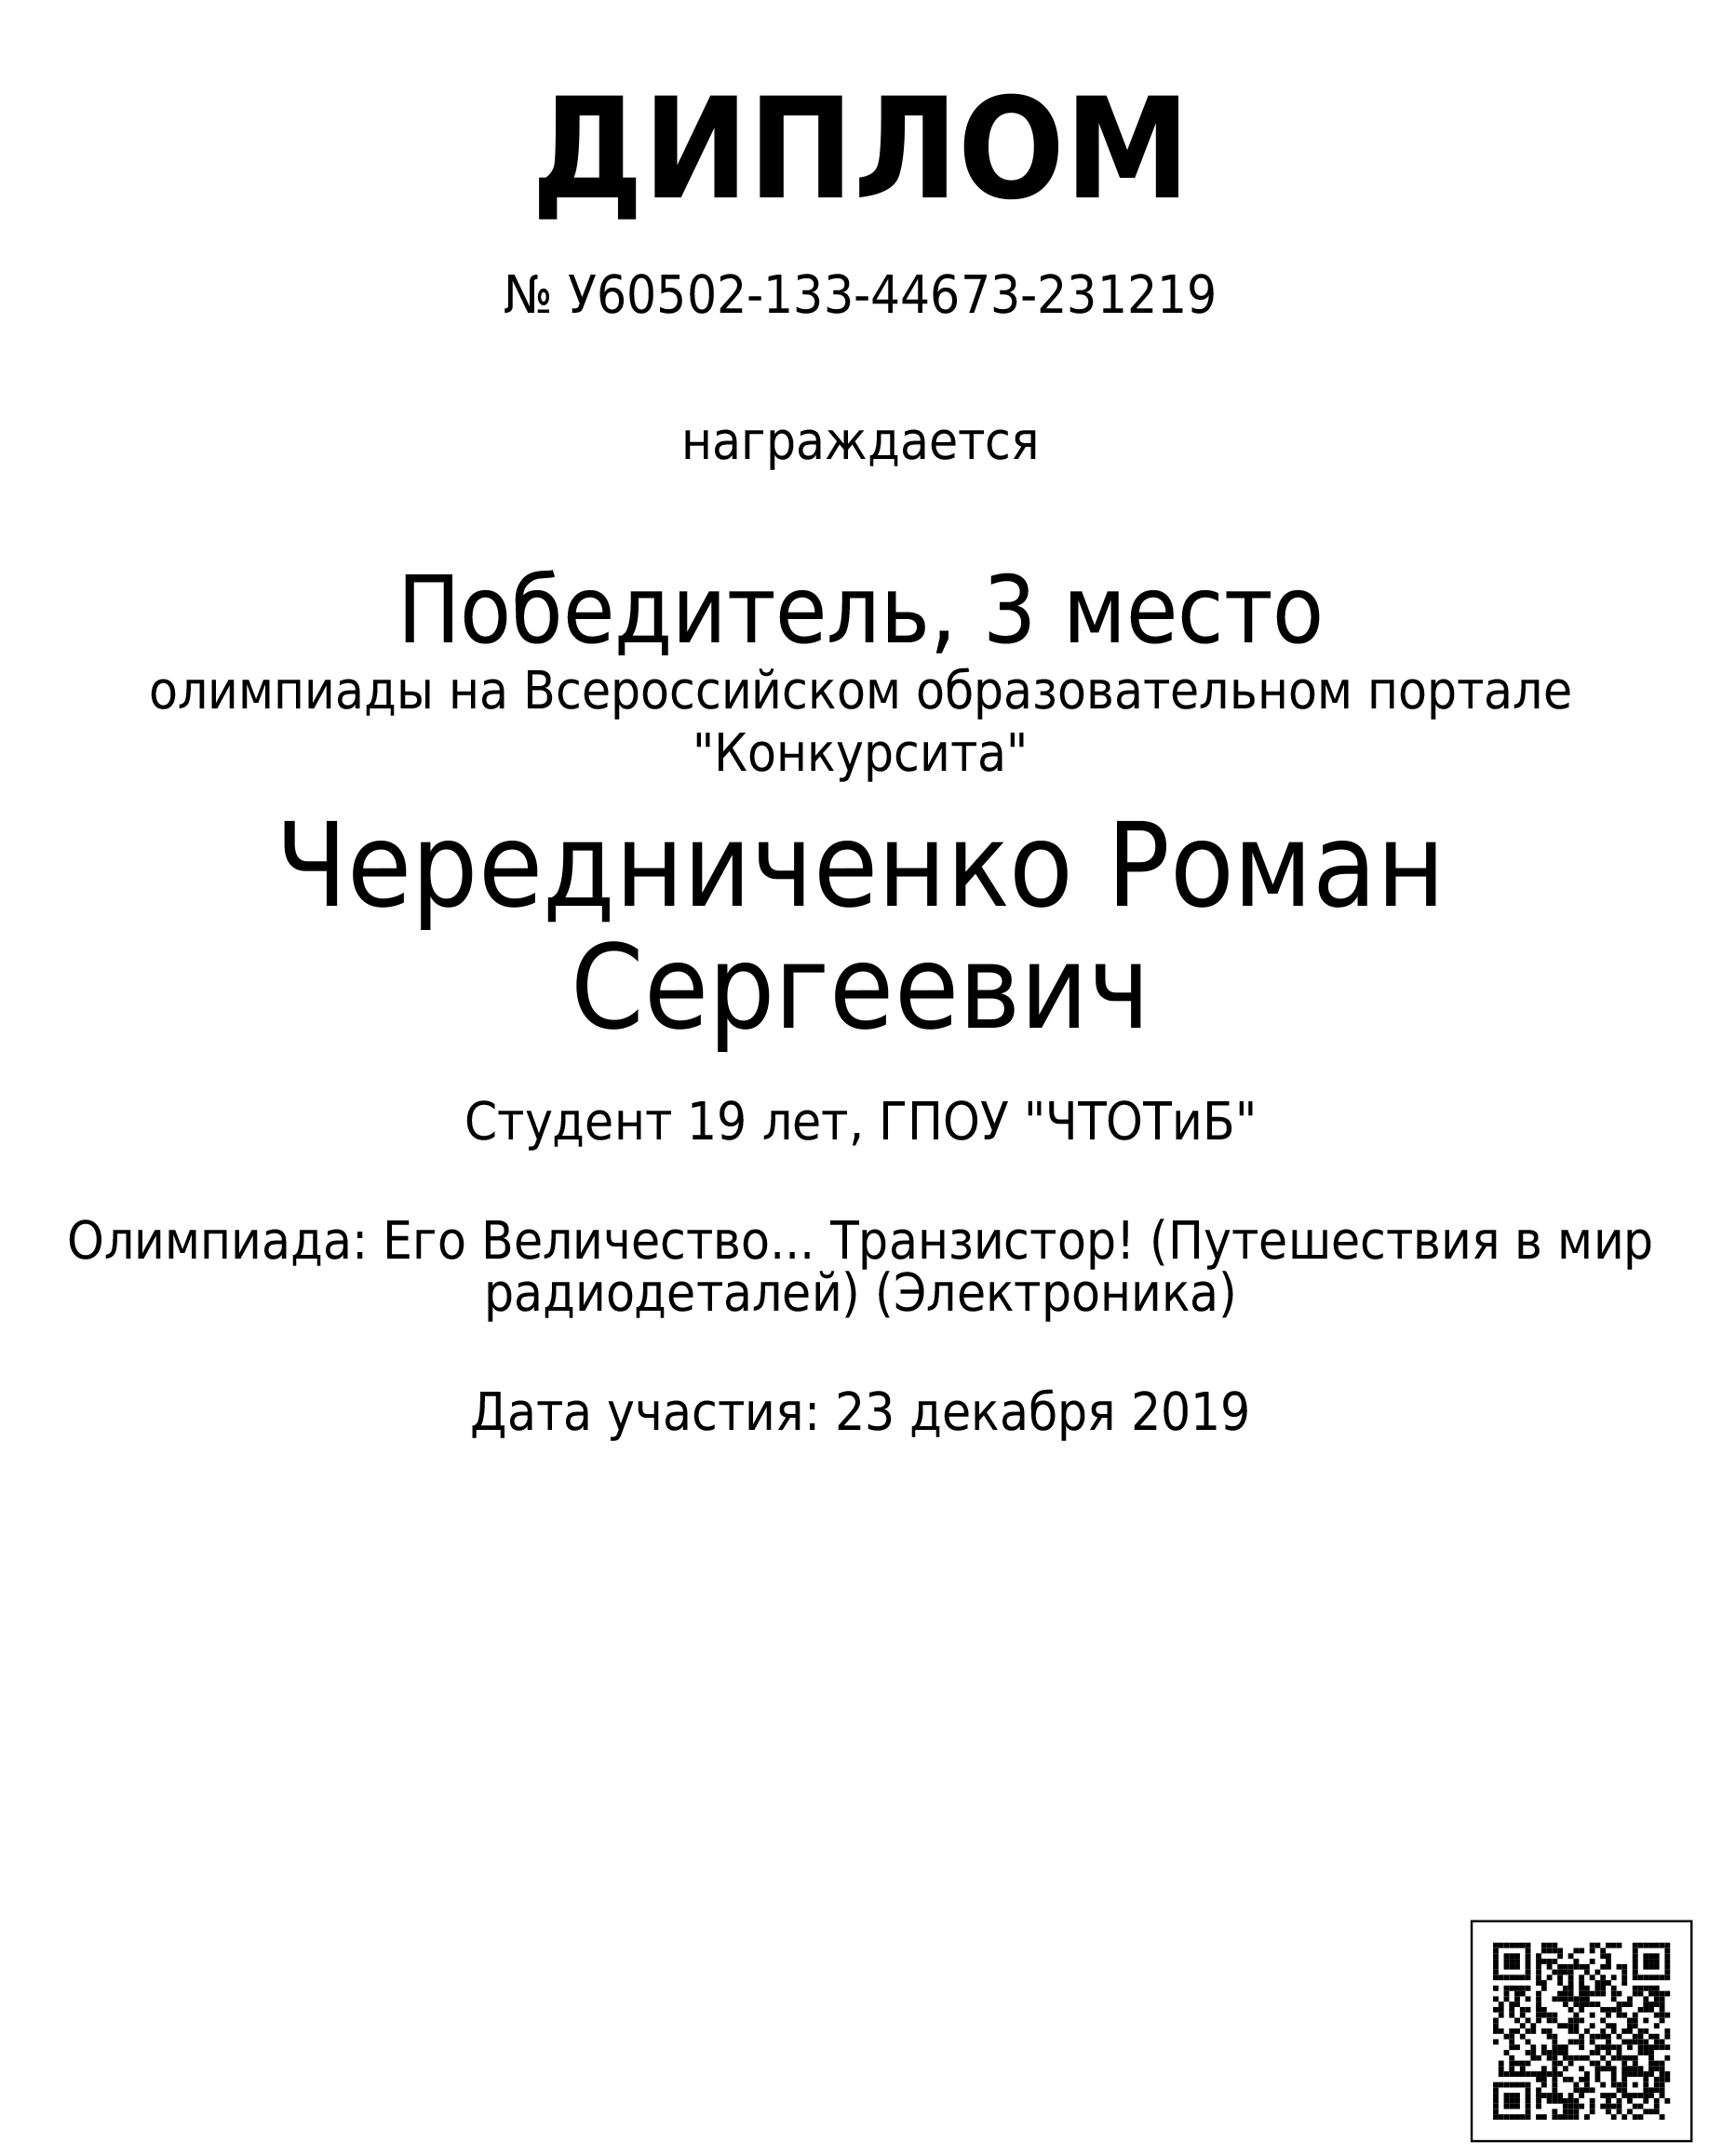 ДИПЛОМ
№ У60502-133-44673-231219
награждается
Победитель, 3 место
олимпиады на Всероссийском образовательном портале
"Конкурсита"
Чередниченко Роман
Сергеевич
Студент 19 лет, ГПОУ "ЧТОТиБ"
Олимпиада: Его Величество... Транзистор! (Путешествия в мир
радиодеталей) (Электроника)
Дата участия: 23 декабря 2019